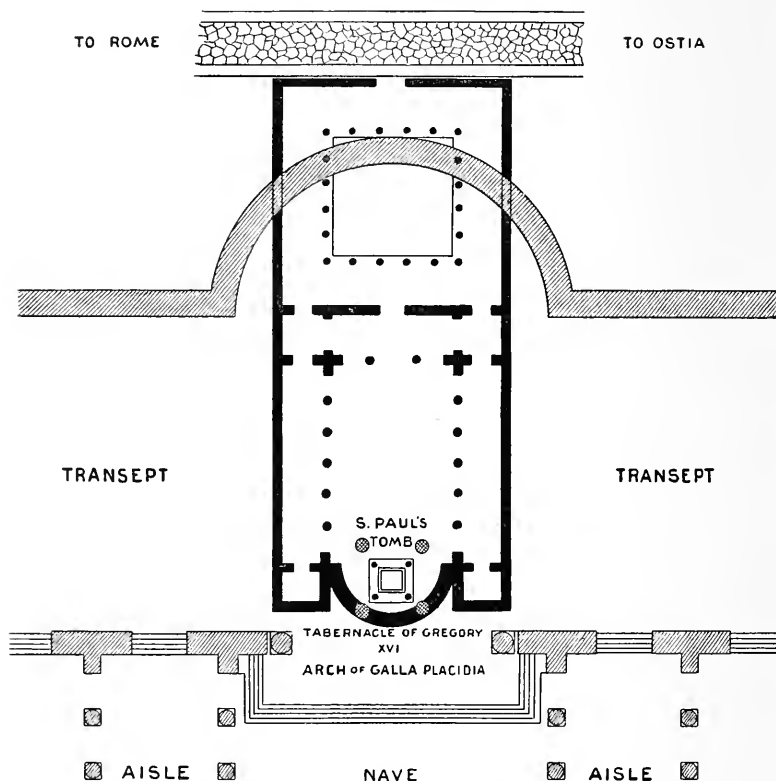 TO ROME
TO OSTIA
TRANSEPT
TRANSEPT
S. PAUL'S
TOMB
TABERNACLE OF GREGORY
XVI
ARCH OF GALLA PLACIDIA
AISLE
NAVE
AISLE